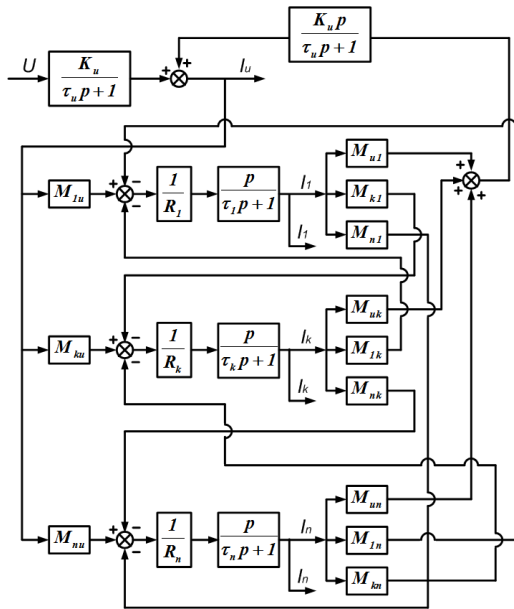 K_u p
τ_u p+1
U
K_u
τ_u p+1
+
+
I_u
M_1u
+
−
−
1
R_1
p
τ_1 p+1
I_1
I_1
M_u1
M_k1
M_n1
+
+
+
M_ku
+
−
−
1
R_k
p
τ_k p+1
I_k
I_k
M_uk
M_1k
M_nk
M_nu
+
−
−
1
R_n
p
τ_n p+1
I_n
I_n
M_un
M_1n
M_kn